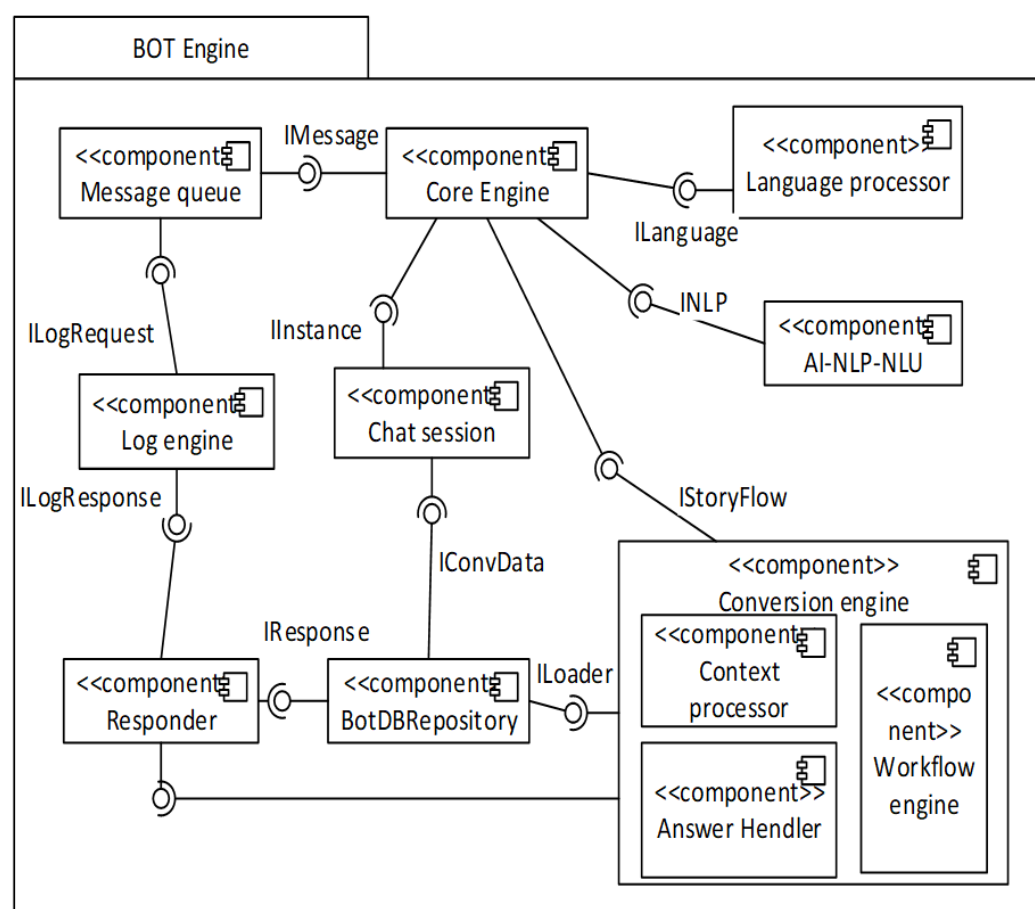 BOT Engine
<<component
Message queue
IMessage
<<component
Core Engine
<<component>
Language processor
ILanguage
INLP
<<component
AI-NLP-NLU
ILogRequest
IInstance
<<component
Log engine
<<component
Chat session
ILogResponse
IStoryFlow
IConvData
<<component>>
Conversion engine
IResponse
ILoader
<<component
Responder
<<component
BotDBRepository
<<component
Context
processor
<<compo
nent>>
Workflow
engine
<<component>>
Answer Hendler